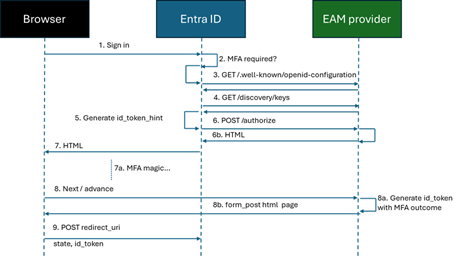 Browser
Entra ID
EAM provider
1. Sign in
2. MFA required?
3. GET /.well-known/openid-configuration
4. GET /discovery/keys
5. Generate id_token_hint
6. POST /authorize
6b. HTML
7. HTML
7a. MFA magic...
8. Next / advance
8a. Generate id_token
with MFA outcome
8b. form_post html page
9. POST redirect_uri
state, id_token